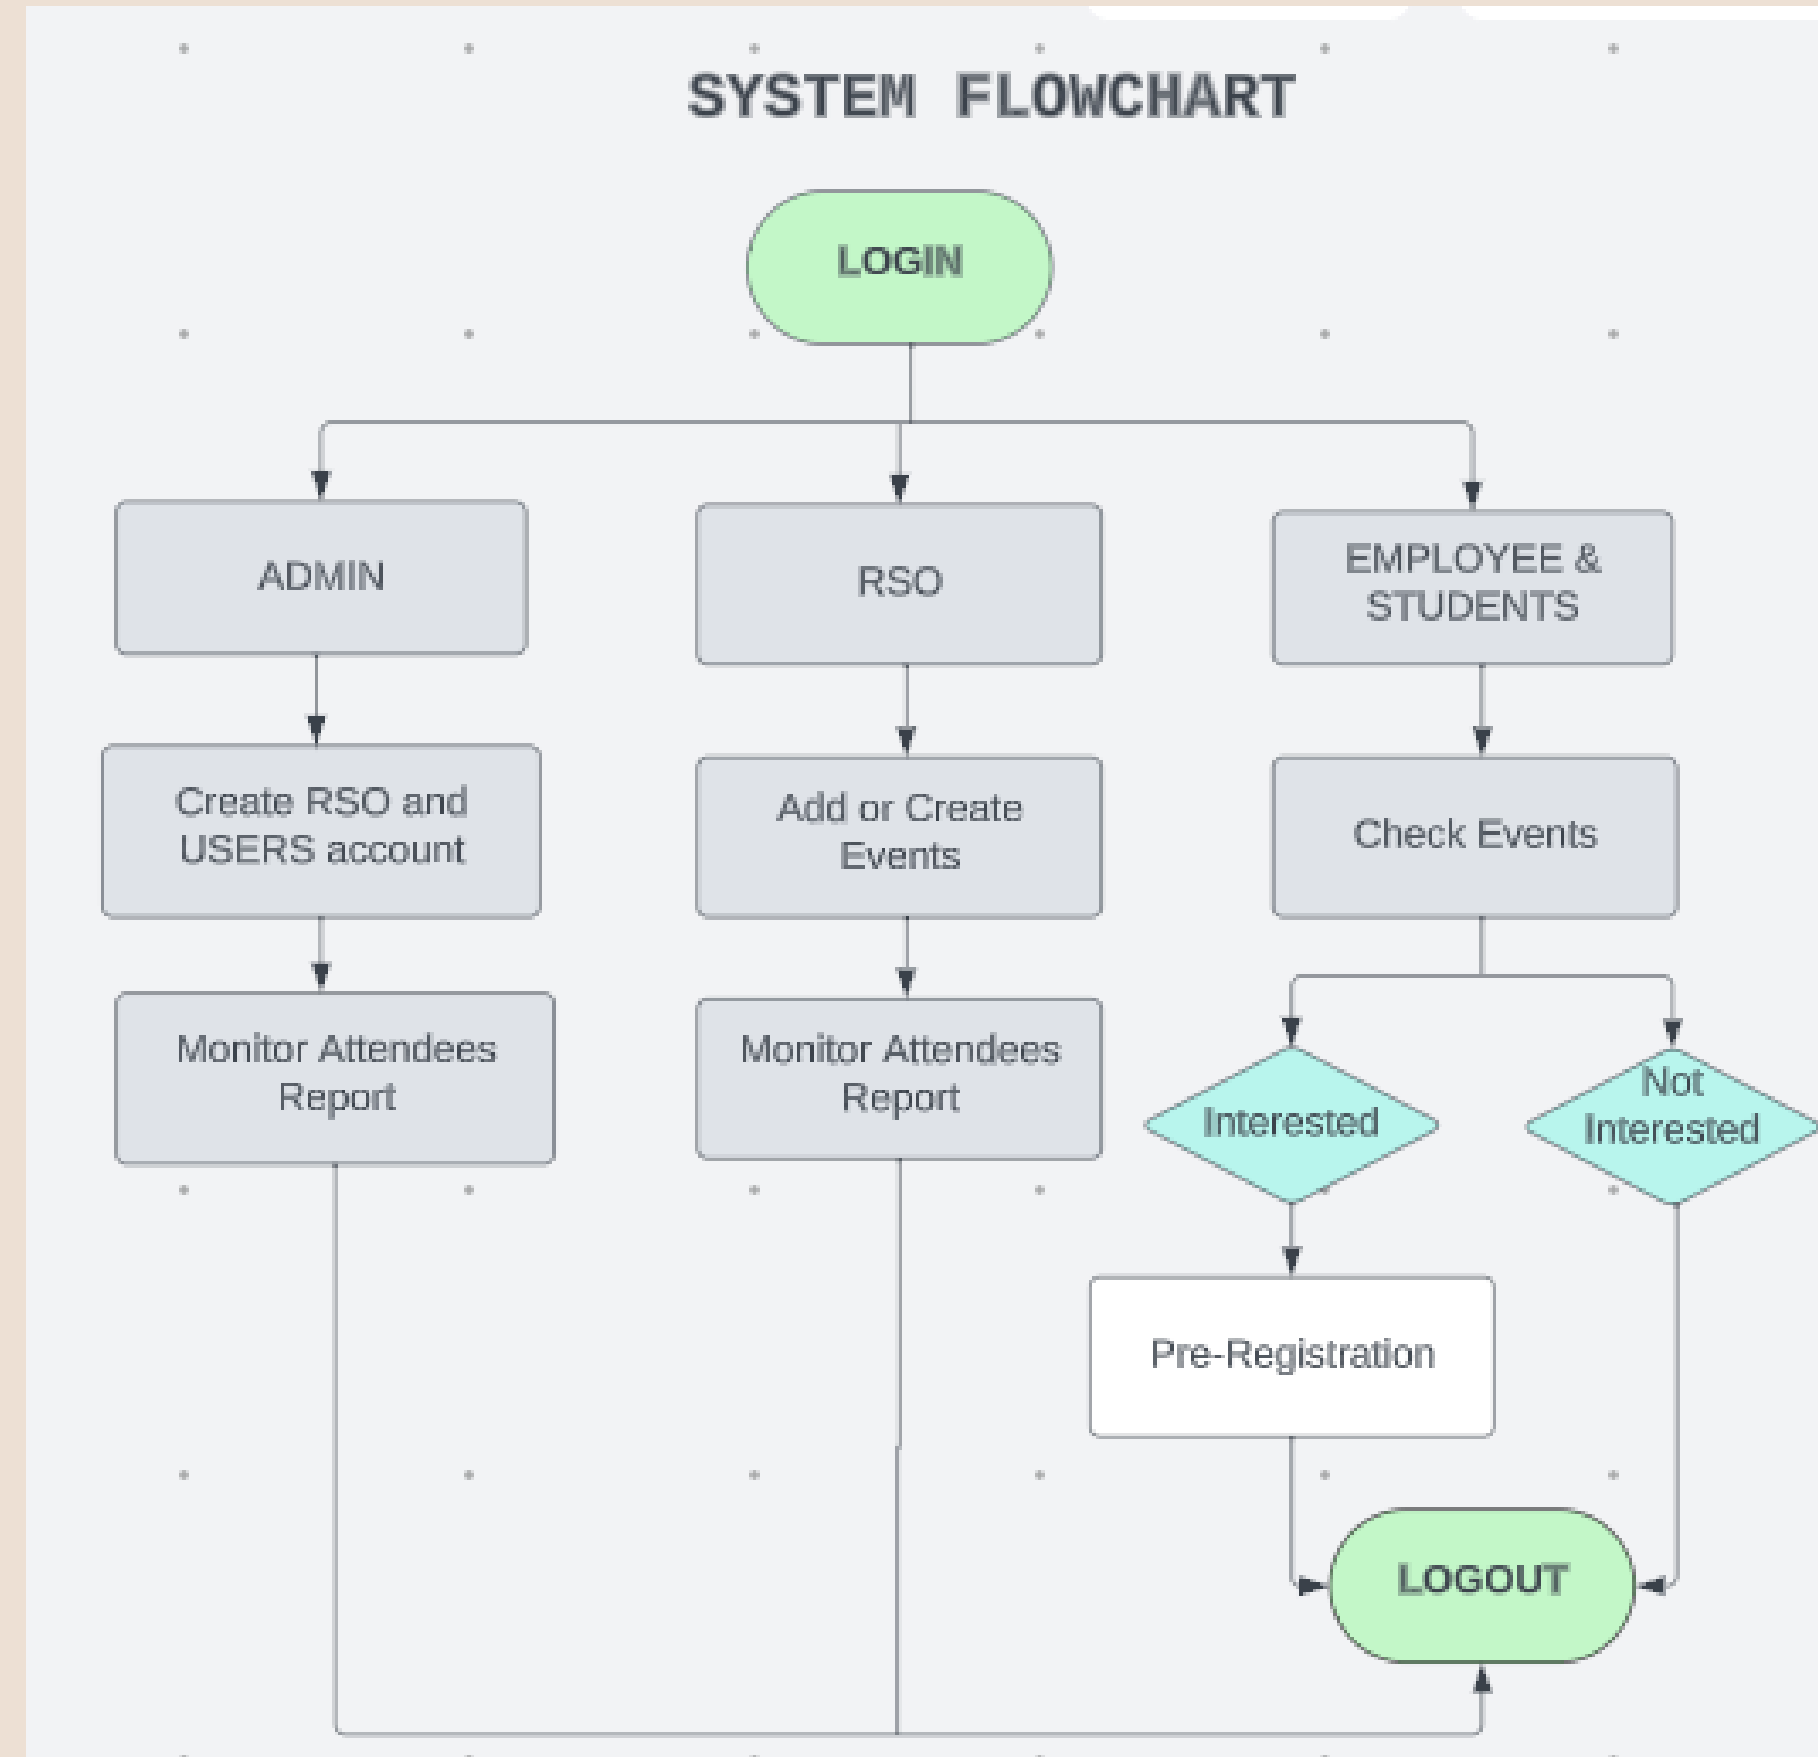 SYSTEM FLOWCHART
LOGIN
ADMIN
RSO
EMPLOYEE &
STUDENTS
Create RSO and
USERS account
Add or Create
Events
Check Events
Monitor Attendees
Report
Monitor Attendees
Report
Interested
Not
Interested
Pre-Registration
LOGOUT